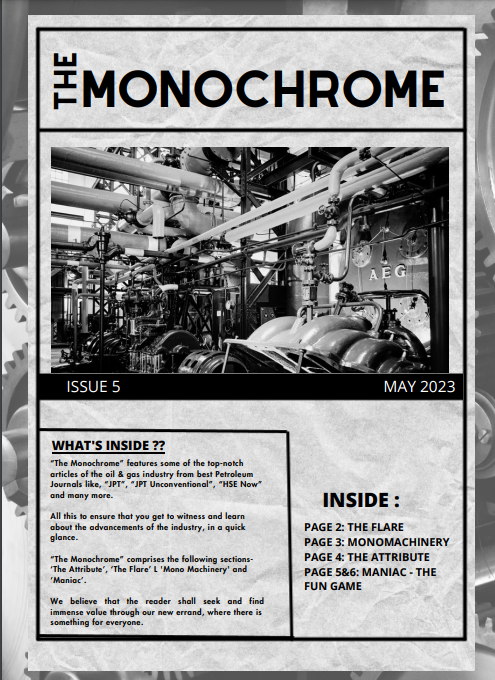 THE
MONOCHROME
AEG
ISSUE 5
MAY 2023
WHAT'S INSIDE ??
"The Monochrome" features some of the top-notch
articles of the oil & gas industry from best Petroleum
Journals like, "JPT", "JPT Unconventional", "HSE Now"
and many more.
All this to ensure that you get to witness and learn
about the advancements of the industry, in a quick
glance.
"The Monochrome" comprises the following sections-
'The Attribute', 'The Flare' L 'Mono Machinery' and
'Maniac'.
We believe that the reader shall seek and find
immense value through our new errand, where there is
something for everyone.
INSIDE :
PAGE 2: THE FLARE
PAGE 3: MONOMACHINERY
PAGE 4: THE ATTRIBUTE
PAGE 5&6: MANIAC - THE
FUN GAME